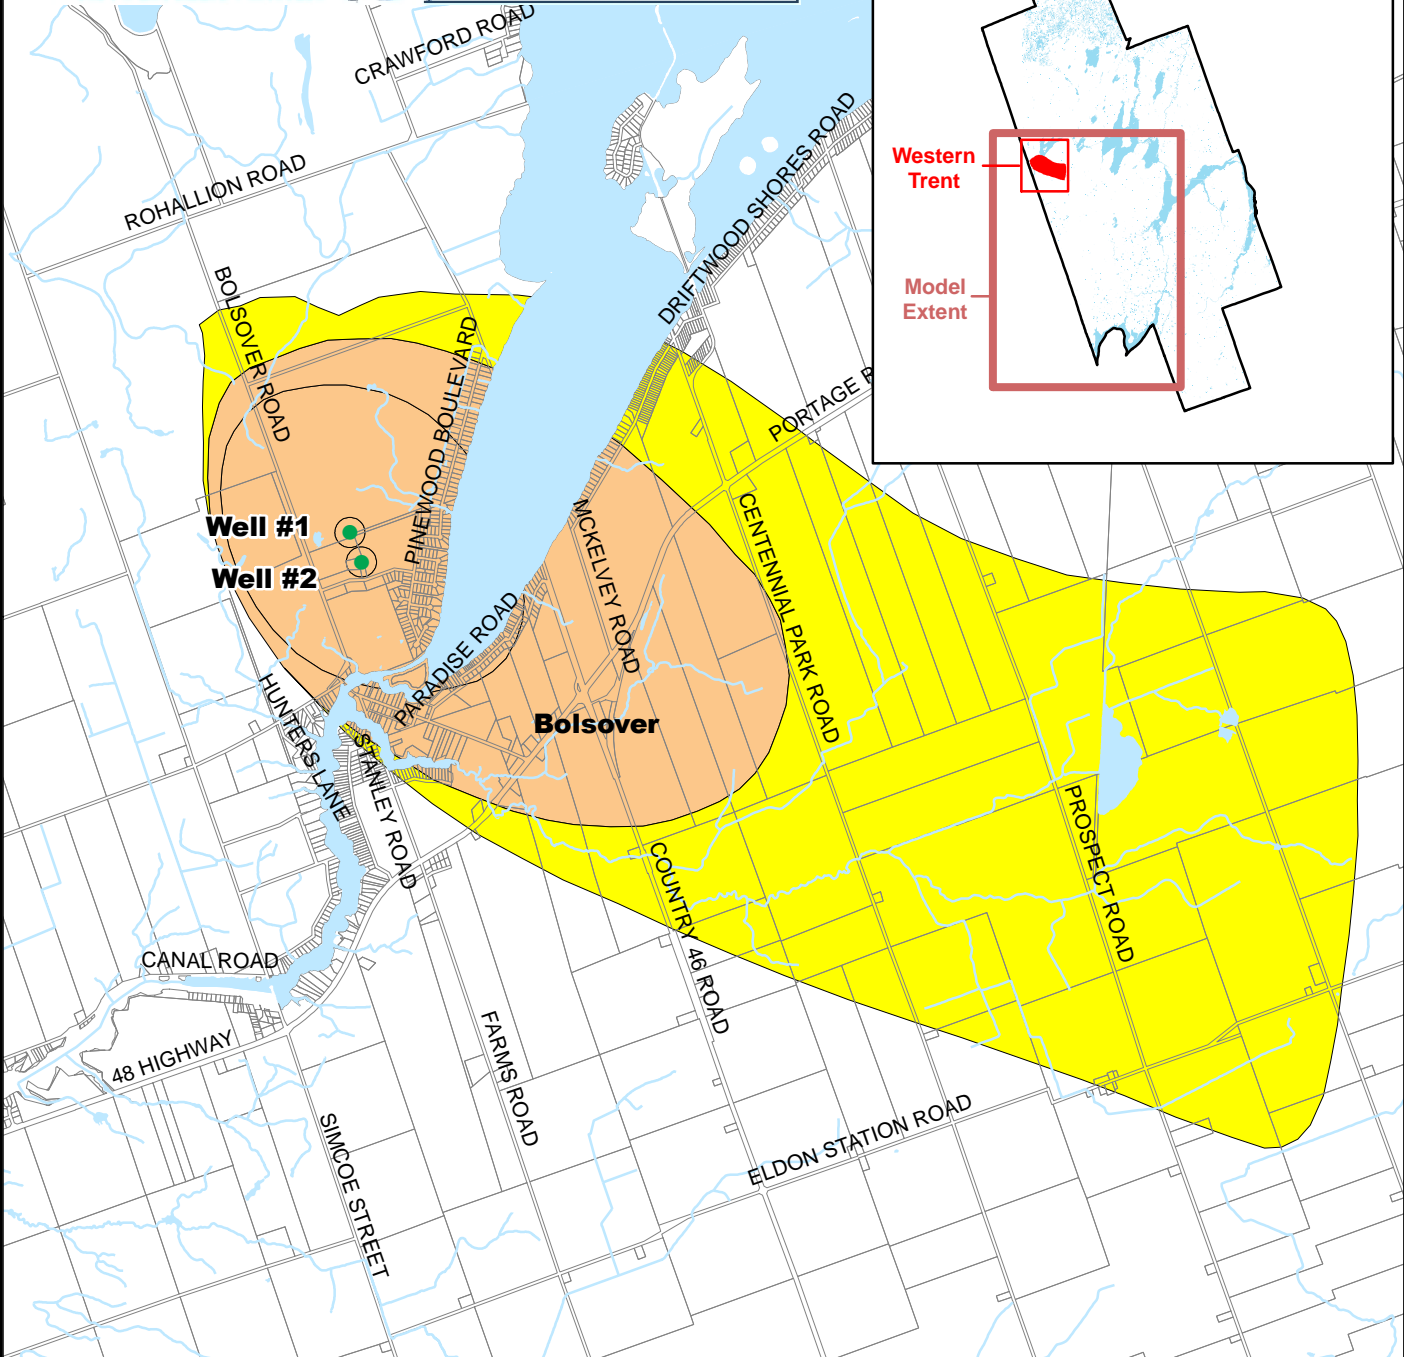 CRAWFORD ROAD
ROHALLION ROAD
DRIFTWOOD SHORES ROAD
Western
Trent
Model
Extent
BOLSOVER ROAD
PINEWOOD BOULEVARD
PORTAGE R
Well #1
Well #2
MCKELVEY ROAD
CENTENNIAL PARK ROAD
PARADISE ROAD
Bolsover
HUNTERS LANE
STANLEY ROAD
PROSPECT ROAD
COUNTRY 46 ROAD
CANAL ROAD
48 HIGHWAY
FARMS ROAD
SIMCOE STREET
ELDON STATION ROAD